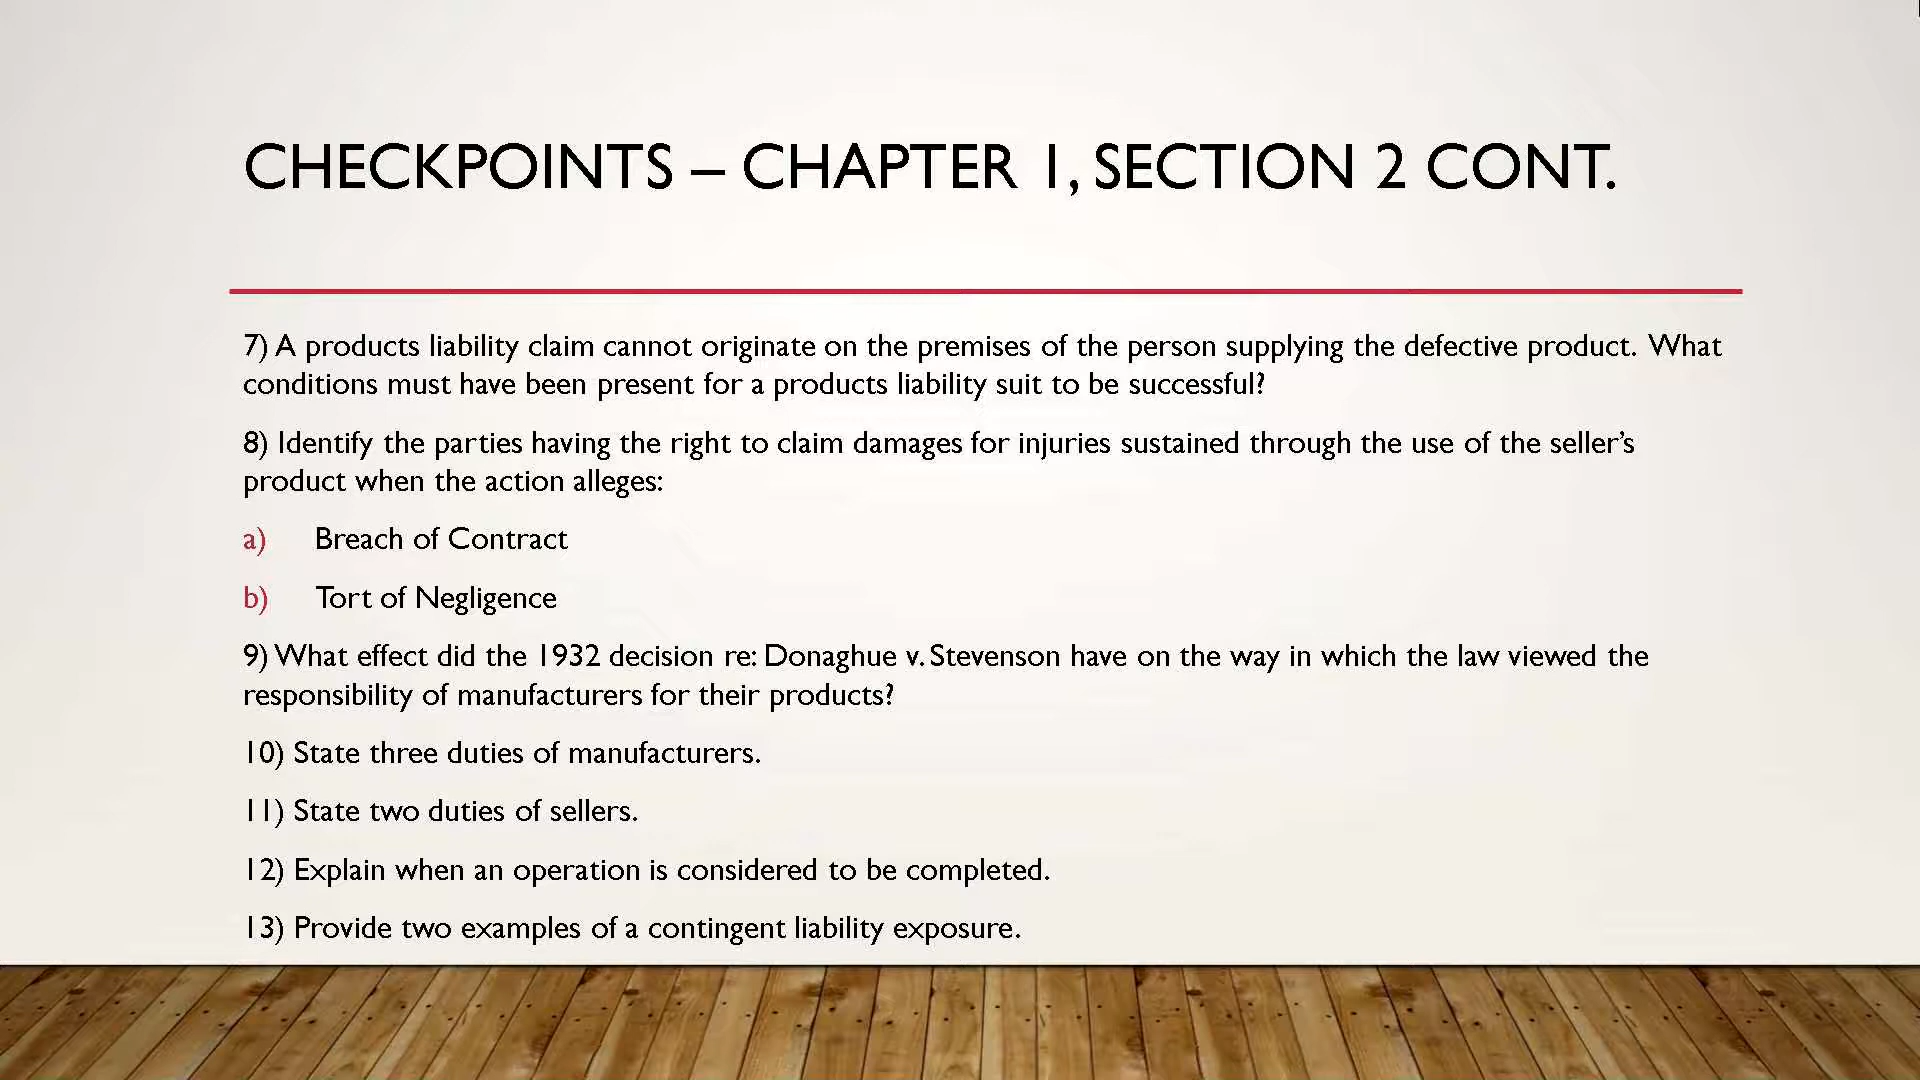 CHECKPOINTS – CHAPTER 1, SECTION 2 CONT.
7) A products liability claim cannot originate on the premises of the person supplying the defective product. What
conditions must have been present for a products liability suit to be successful?
8) Identify the parties having the right to claim damages for injuries sustained through the use of the seller’s
product when the action alleges:
a) Breach of Contract
b) Tort of Negligence
9) What effect did the 1932 decision re: Donaghue v. Stevenson have on the way in which the law viewed the
responsibility of manufacturers for their products?
10) State three duties of manufacturers.
11) State two duties of sellers.
12) Explain when an operation is considered to be completed.
13) Provide two examples of a contingent liability exposure.